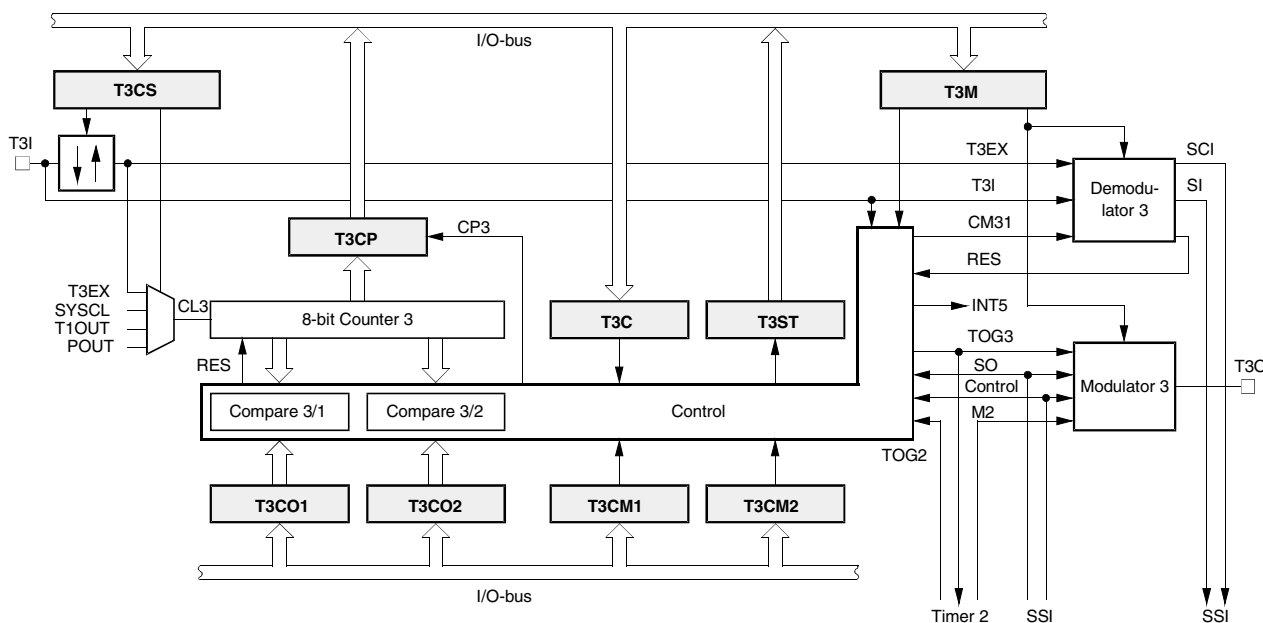 I/O-bus
T3CS
T3M
T3I
T3EX
SCI
T3I
SI
Demodu-
lator 3
T3CP
CP3
CM31
RES
T3EX
SYSCL
T1OUT
POUT
CL3
8-bit Counter 3
T3C
T3ST
INT5
RES
TOG3
SO
Control
M2
Modulator 3
T3O
Compare 3/1
Compare 3/2
Control
TOG2
T3CO1
T3CO2
T3CM1
T3CM2
I/O-bus
Timer 2
SSI
SSI